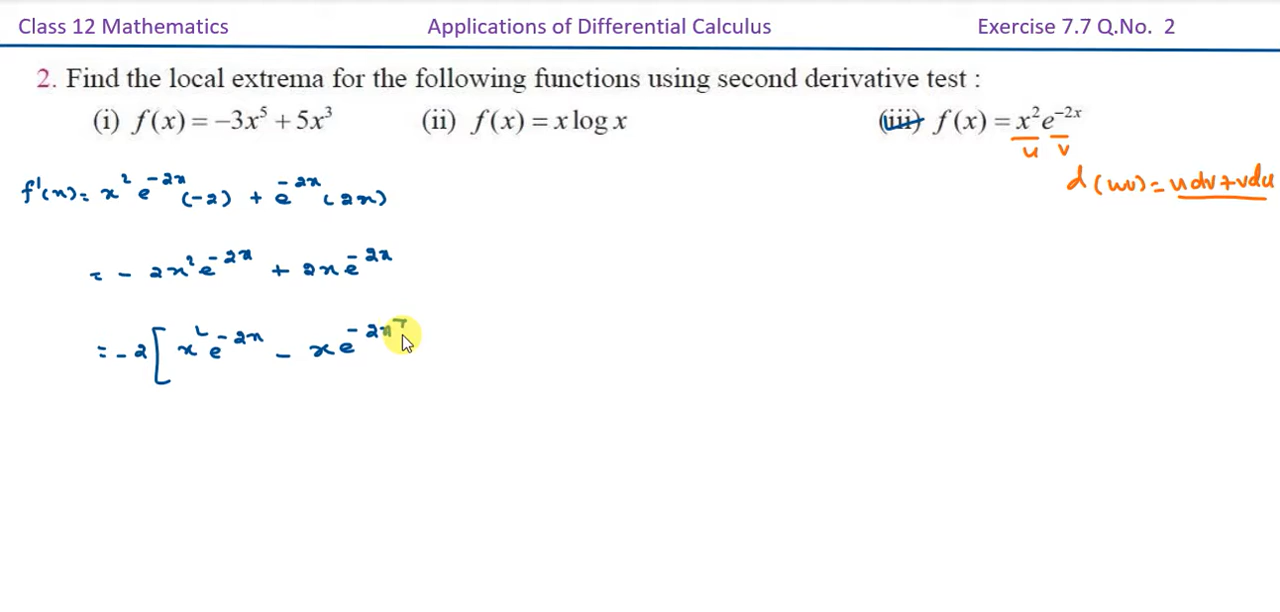 Class 12 Mathematics Applications of Differential Calculus Exercise 7.7 Q.No. 2
2. Find the local extrema for the following functions using second derivative test :
(i) f(x) = −3x⁵ + 5x³ (ii) f(x) = x log x (iii) f(x) = x²e⁻²ˣ
u v
d(uv) = udv+vdu
f'(x) = x² e⁻²ˣ(-2) + e⁻²ˣ(2x)
= - 2x²e⁻²ˣ + 2xe⁻²ˣ
= -2[x²e⁻²ˣ - xe⁻²ˣ